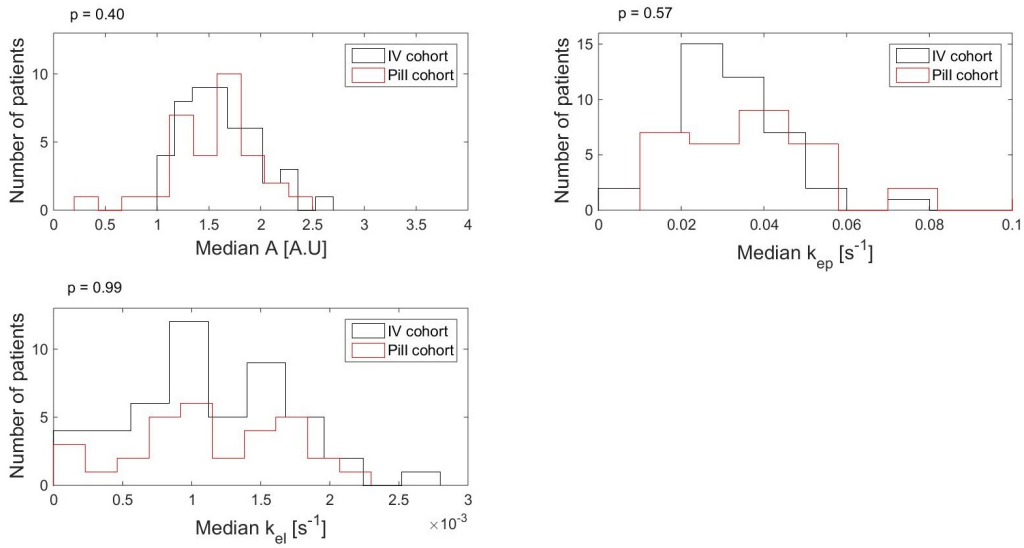 p = 0.40
Number of patients
10
5
0
IV cohort
Pill cohort
0 0.5 1 1.5 2 2.5 3 3.5 4
Median A [A.U]
p = 0.57
Number of patients
15
10
5
0
IV cohort
Pill cohort
0 0.02 0.04 0.06 0.08 0.1
Median k_ep [s^-1]
p = 0.99
Number of patients
10
5
0
IV cohort
Pill cohort
0 0.5 1 1.5 2 2.5 3
×10^-3
Median k_el [s^-1]